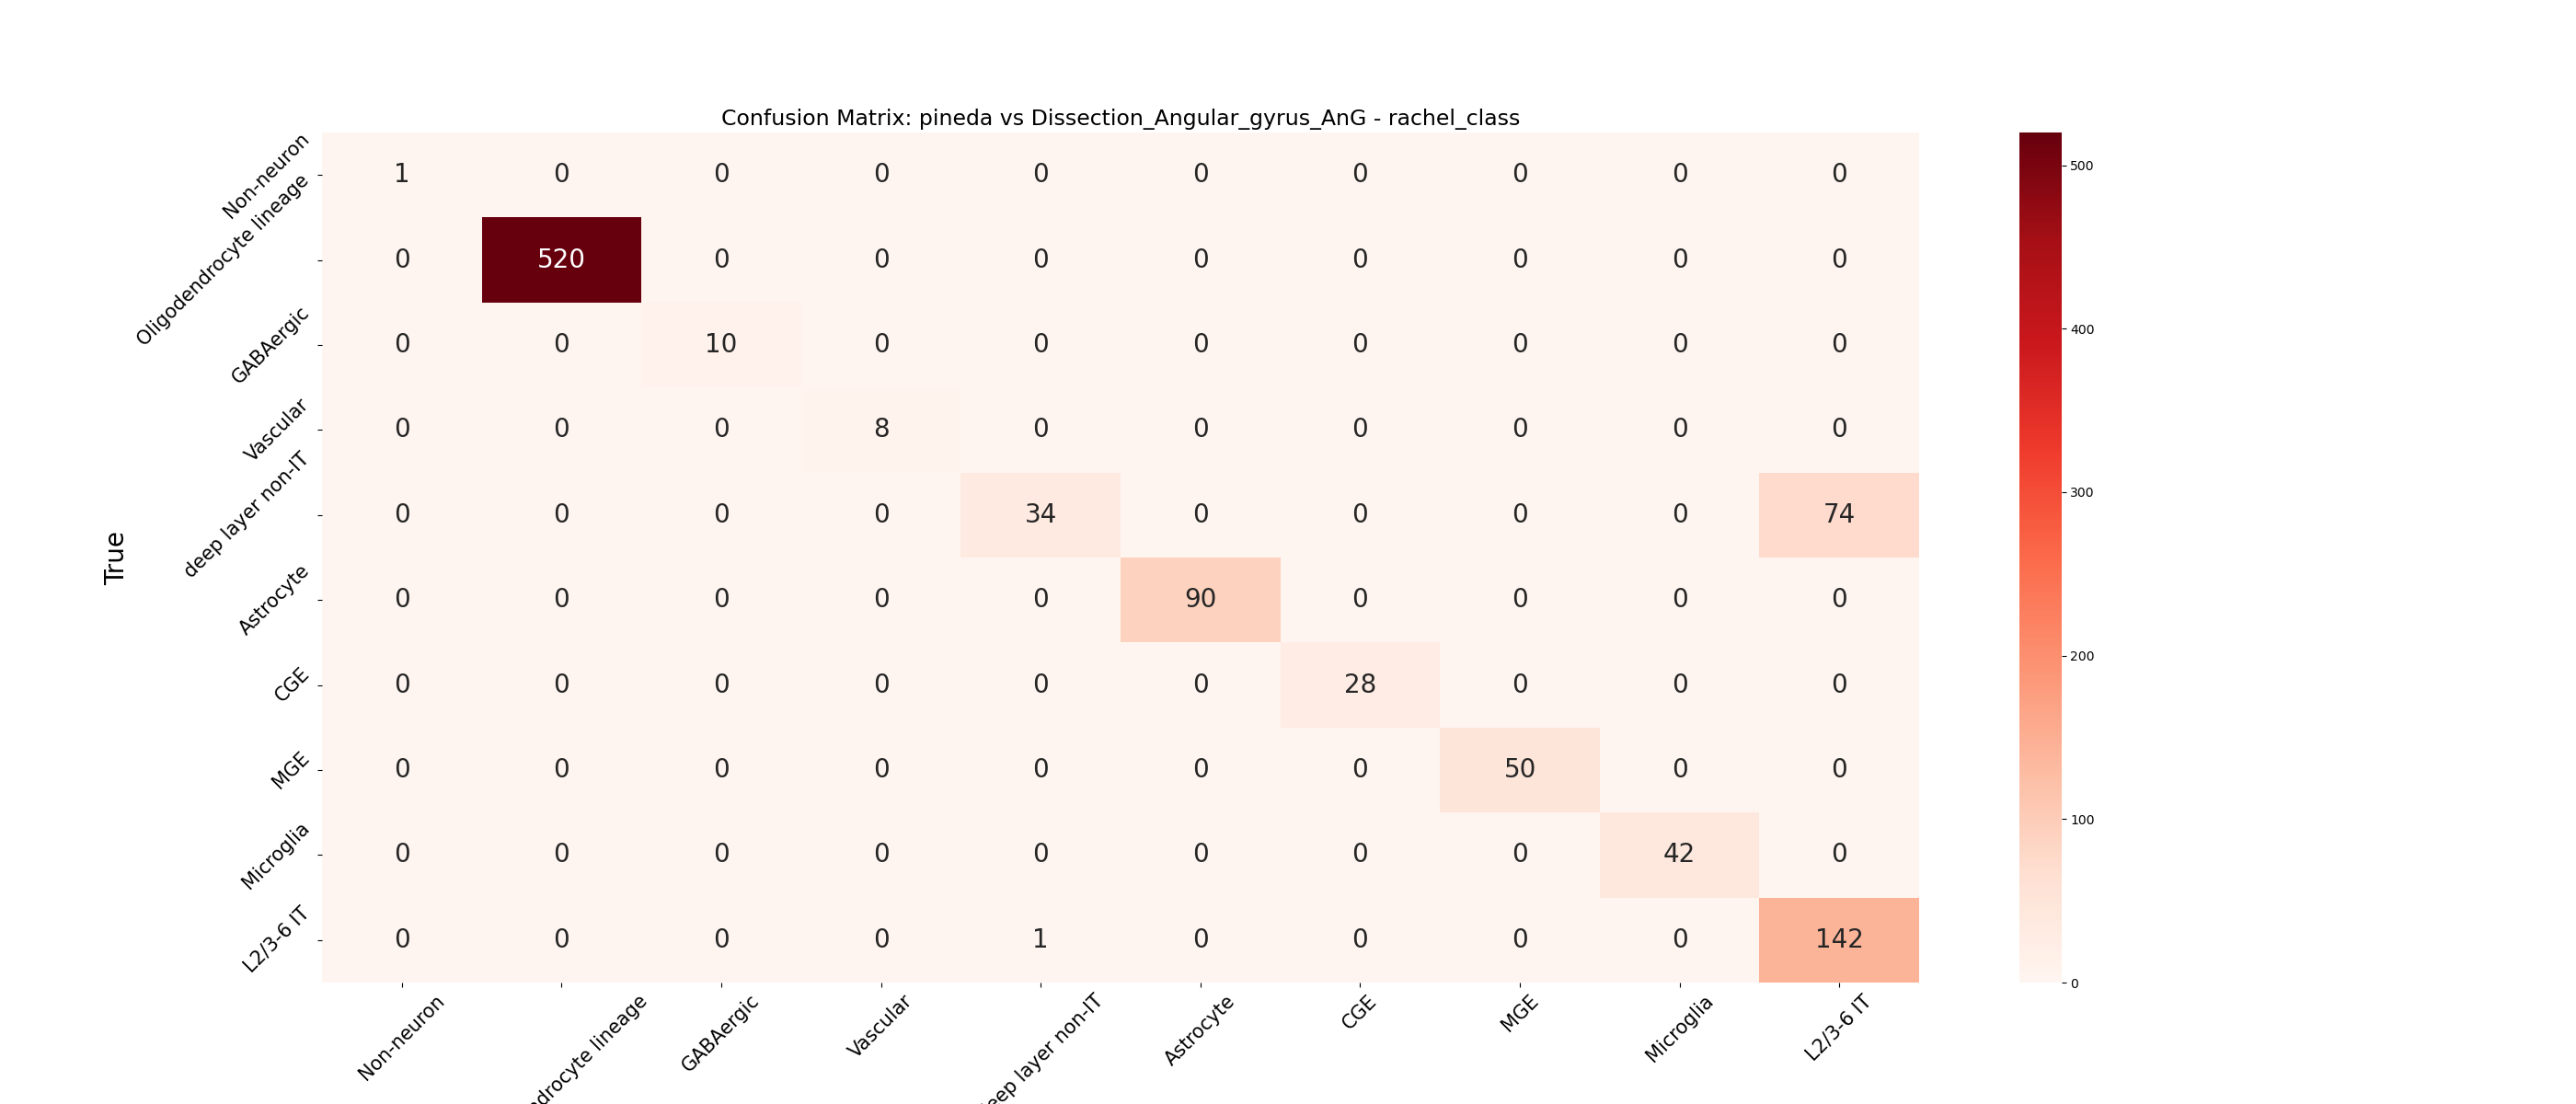 Confusion Matrix: pineda vs Dissection_Angular_gyrus_AnG - rachel_class
Non-neuron 1 0 0 0 0 0 0 0 0 0
Oligodendrocyte lineage 0 520 0 0 0 0 0 0 0 0
GABAergic 0 0 10 0 0 0 0 0 0 0
Vascular 0 0 0 8 0 0 0 0 0 0
deep layer non-IT 0 0 0 0 34 0 0 0 0 74
Astrocyte 0 0 0 0 0 90 0 0 0 0
CGE 0 0 0 0 0 0 28 0 0 0
MGE 0 0 0 0 0 0 0 50 0 0
Microglia 0 0 0 0 0 0 0 0 42 0
L2/3-6 IT 0 0 0 0 1 0 0 0 0 142
True
Non-neuron
ndrocyte lineage
GABAergic
Vascular
eep layer non-IT
Astrocyte
CGE
MGE
Microglia
L2/3-6 IT
500
400
300
200
100
0